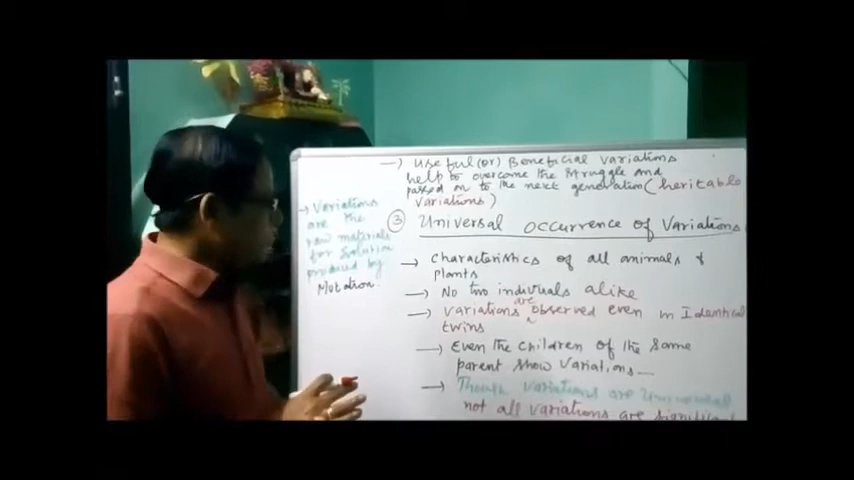 → Useful (or) Beneficial variations
help to overcome the struggle and
passed on to the next generation (heritable
variations)
→ Variations
are the
raw materials
for Evolution
produced by
Mutation.
③ Universal occurrence of Variations
→ Characteristics of all animals &
plants
→ No two indivuals alike
→ Variations are observed even in Identical
twins
→ Even the children of the same
parent show variations
→ Though variations are
not all variations are significant